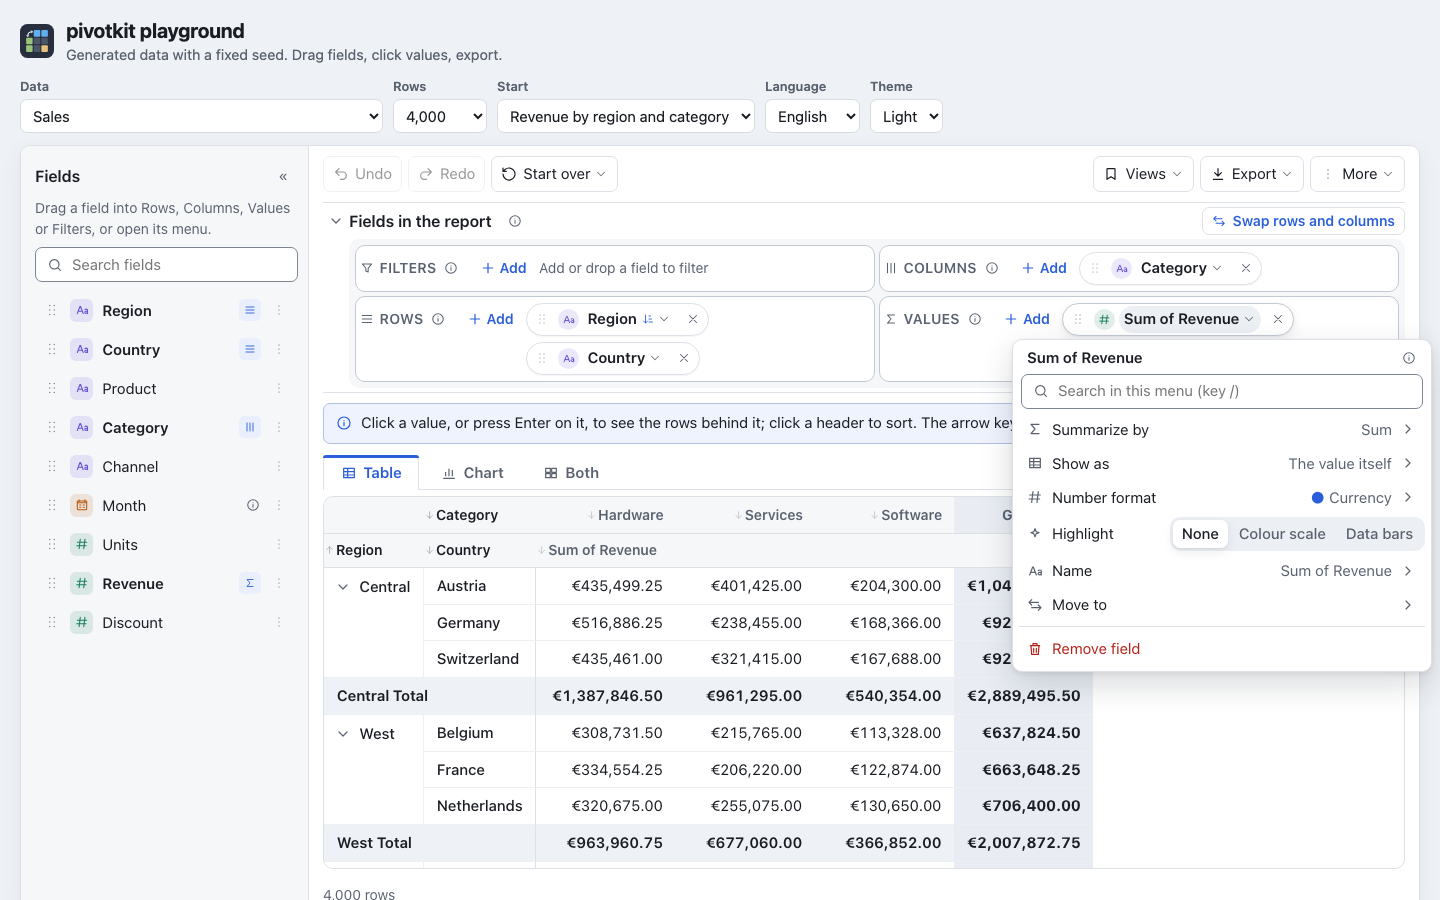 pivotkit playground
Generated data with a fixed seed. Drag fields, click values, export.
Data
Rows
Start
Language
Theme
Sales
4,000
Revenue by region and category
English
Light
Fields
«
Drag a field into Rows, Columns, Values
or Filters, or open its menu.
Search fields
Aa Region
Aa Country
Aa Product
Aa Category
Aa Channel
Month
# Units
# Revenue Σ
# Discount
Undo
Redo
Start over
Views
Export
More
Fields in the report
Swap rows and columns
FILTERS
+ Add
Add or drop a field to filter
COLUMNS
+ Add
Aa Category
ROWS
+ Add
Aa Region
Aa Country
Σ VALUES
+ Add
# Sum of Revenue
Sum of Revenue
Search in this menu (key /)
Σ Summarize by Sum
Show as The value itself
# Number format Currency
Highlight None Colour scale Data bars
Aa Name Sum of Revenue
Move to
Remove field
Click a value, or press Enter on it, to see the rows behind it; click a header to sort. The arrow
Table
Chart
Both
↓ Category ↓ Hardware ↓ Services ↓ Software
↑ Region ↓ Country ↓ Sum of Revenue
Central Austria €435,499.25 €401,425.00 €204,300.00
Germany €516,886.25 €238,455.00 €168,366.00
Switzerland €435,461.00 €321,415.00 €167,688.00
Central Total €1,387,846.50 €961,295.00 €540,354.00 €2,889,495.50
West Belgium €308,731.50 €215,765.00 €113,328.00 €637,824.50
France €334,554.25 €206,220.00 €122,874.00 €663,648.25
Netherlands €320,675.00 €255,075.00 €130,650.00 €706,400.00
West Total €963,960.75 €677,060.00 €366,852.00 €2,007,872.75
4,000 rows